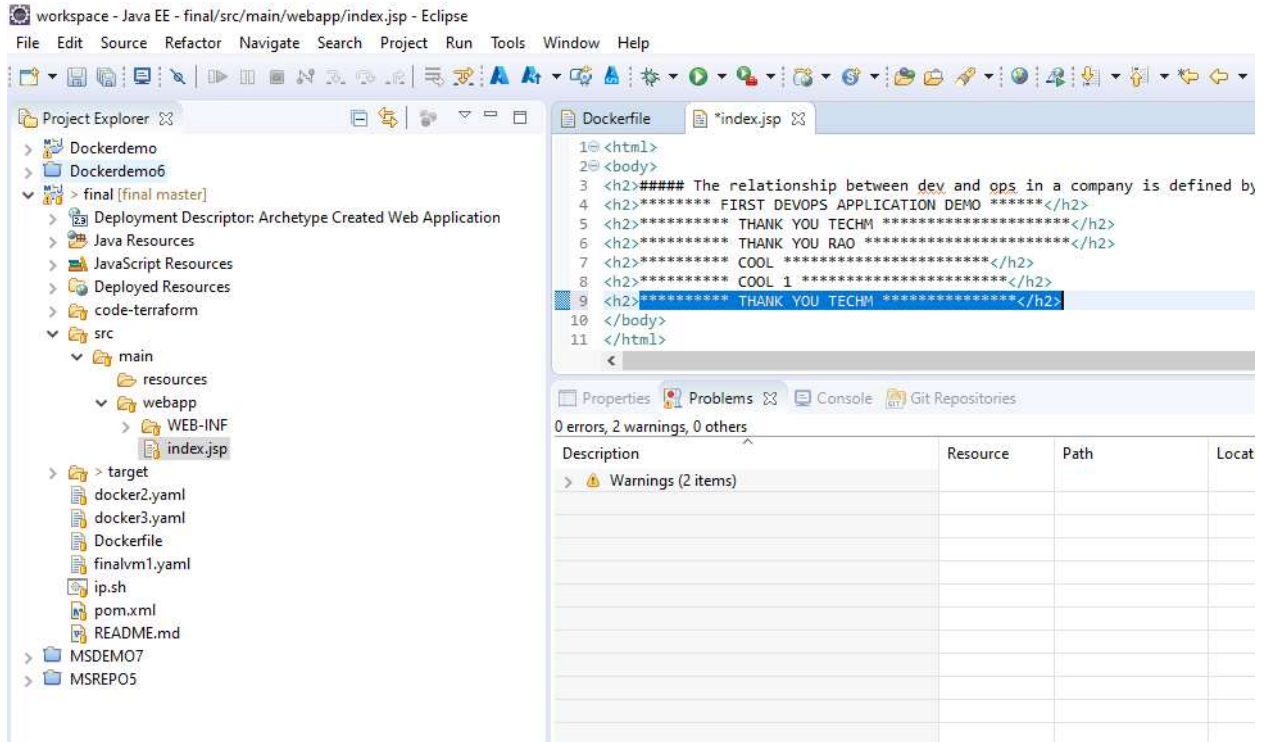 workspace - Java EE - final/src/main/webapp/index.jsp - Eclipse
File Edit Source Refactor Navigate Search Project Run Tools Window Help
Project Explorer
Dockerdemo
Dockerdemo6
> final [final master]
2.3 Deployment Descriptor: Archetype Created Web Application
Java Resources
JavaScript Resources
Deployed Resources
code-terraform
src
main
resources
webapp
WEB-INF
index.jsp
> target
docker2.yaml
docker3.yaml
Dockerfile
finalvm1.yaml
ip.sh
pom.xml
README.md
MSDEMO7
MSREPO5
Dockerfile *index.jsp
1 <html>
2 <body>
3 <h2>##### The relationship between dev and ops in a company is defined by
4 <h2>******** FIRST DEVOPS APPLICATION DEMO ******</h2>
5 <h2>********** THANK YOU TECHM *********************</h2>
6 <h2>********** THANK YOU RAO ***********************</h2>
7 <h2>********** COOL ***********************</h2>
8 <h2>********** COOL 1 ***********************</h2>
9 <h2>********** THANK YOU TECHM ***************</h2>
10 </body>
11 </html>
Properties Problems Console Git Repositories
0 errors, 2 warnings, 0 others
Description Resource Path Locat
Warnings (2 items)